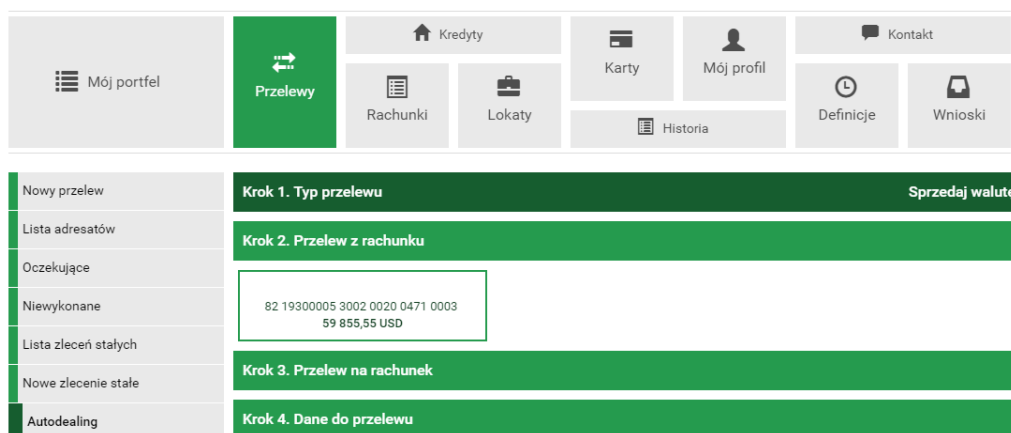 Mój portfel
Przelewy
Kredyty
Rachunki
Lokaty
Karty
Mój profil
Historia
Kontakt
Definicje
Wnioski
Nowy przelew
Lista adresatów
Oczekujące
Niewykonane
Lista zleceń stałych
Nowe zlecenie stałe
Autodealing
Krok 1. Typ przelewu
Sprzedaj walutę
Krok 2. Przelew z rachunku
82 19300005 3002 0020 0471 0003
59 855,55 USD
Krok 3. Przelew na rachunek
Krok 4. Dane do przelewu